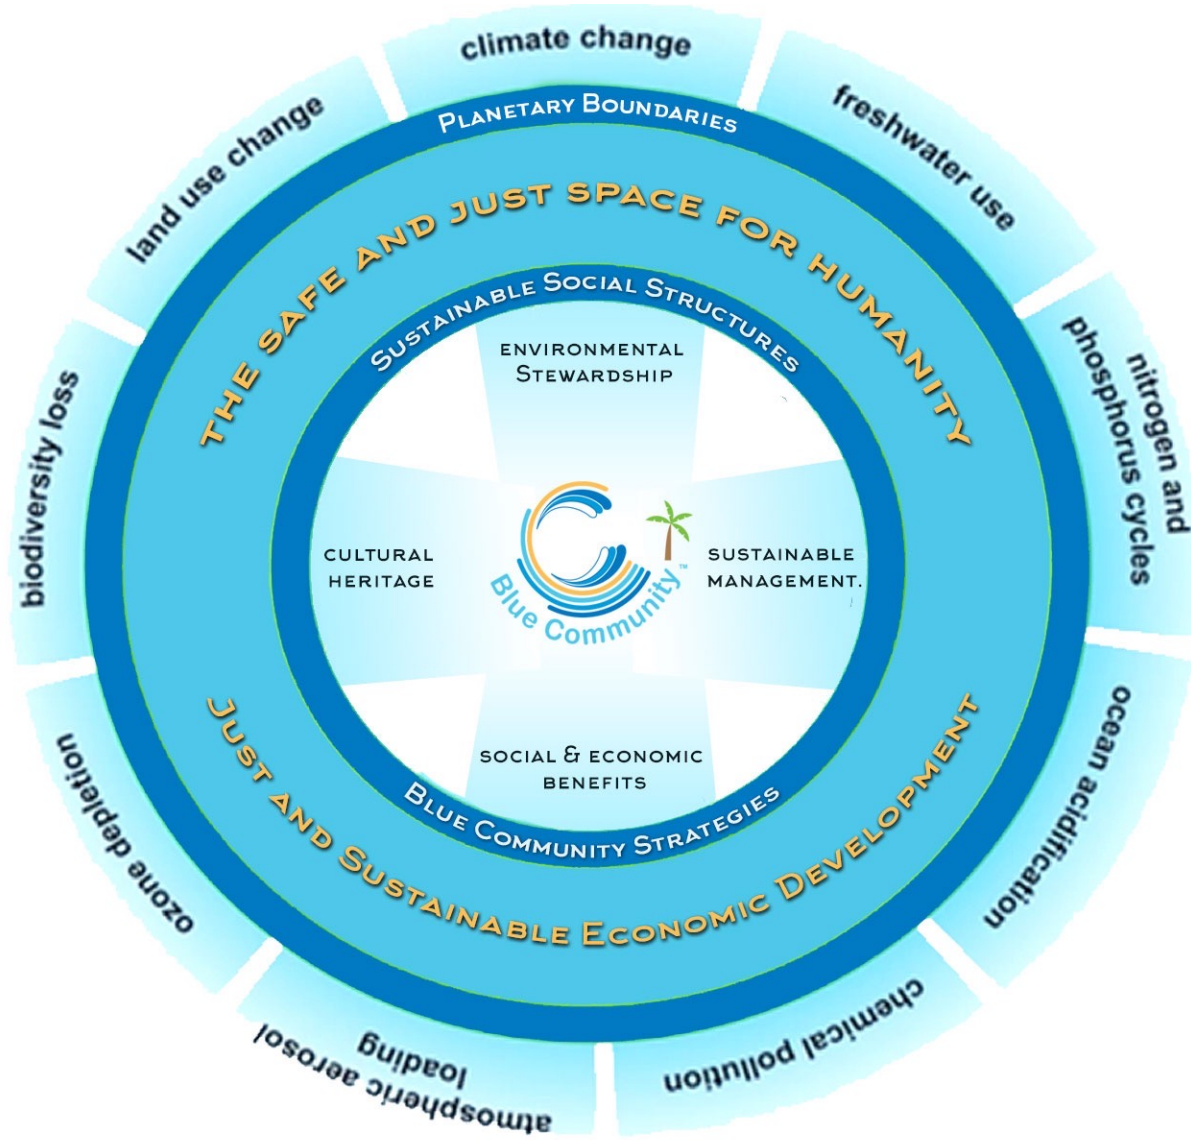 climate change
freshwater use
nitrogen and
phosphorus cycles
ocean acidification
chemical pollution
atmospheric aerosol
loading
ozone depletion
biodiversity loss
land use change
PLANETARY BOUNDARIES
THE SAFE AND JUST SPACE FOR HUMANITY
SUSTAINABLE SOCIAL STRUCTURES
ENVIRONMENTAL
STEWARDSHIP
CULTURAL
HERITAGE
SUSTAINABLE
MANAGEMENT.
Blue Community™
SOCIAL & ECONOMIC
BENEFITS
BLUE COMMUNITY STRATEGIES
JUST AND SUSTAINABLE ECONOMIC DEVELOPMENT